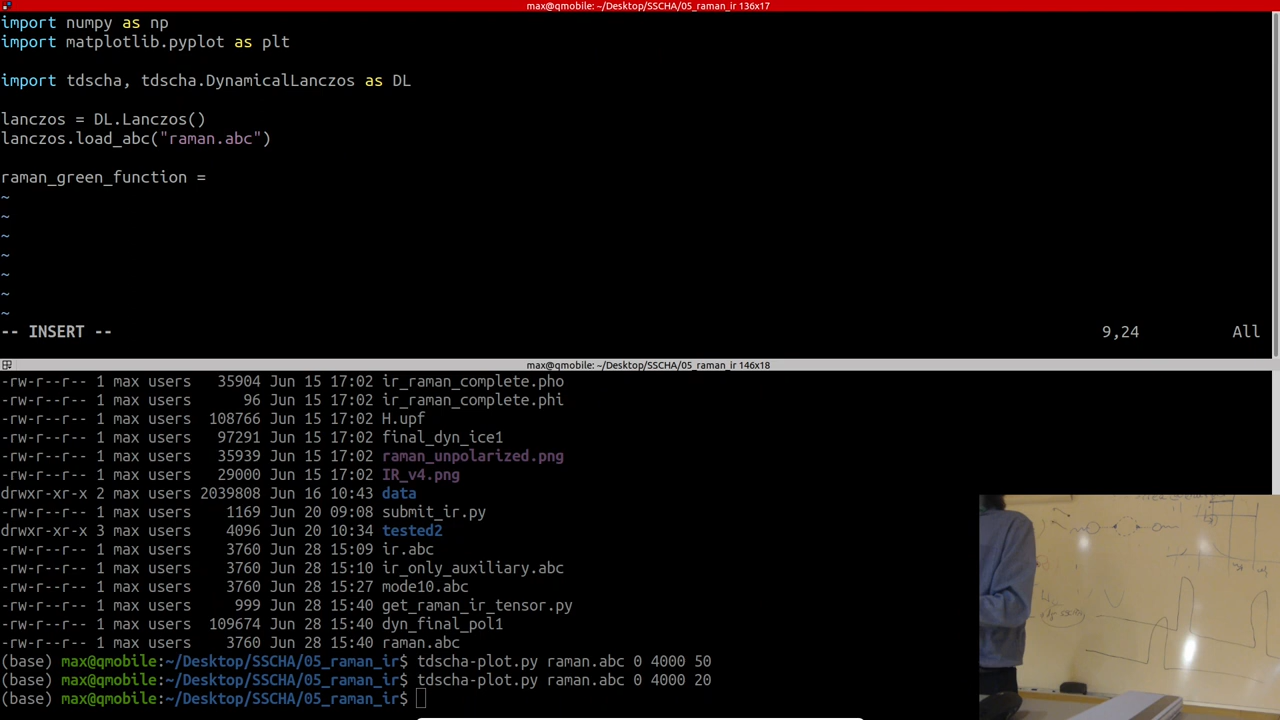 max@qmobile: ~/Desktop/SSCHA/05_raman_ir 136x17
import numpy as np
import matplotlib.pyplot as plt
import tdscha, tdscha.DynamicalLanczos as DL
lanczos = DL.Lanczos()
lanczos.load_abc("raman.abc")
raman_green_function =
~
~
~
~
~
~
~
-- INSERT -- 9,24 All
max@qmobile: ~/Desktop/SSCHA/05_raman_ir 146x18
-rw-r--r-- 1 max users 35904 Jun 15 17:02 ir_raman_complete.pho
-rw-r--r-- 1 max users 96 Jun 15 17:02 ir_raman_complete.phi
-rw-r--r-- 1 max users 108766 Jun 15 17:02 H.upf
-rw-r--r-- 1 max users 97291 Jun 15 17:02 final_dyn_ice1
-rw-r--r-- 1 max users 35939 Jun 15 17:02 raman_unpolarized.png
-rw-r--r-- 1 max users 29000 Jun 15 17:02 IR_v4.png
drwxr-xr-x 2 max users 2039808 Jun 16 10:43 data
-rw-r--r-- 1 max users 1169 Jun 20 09:08 submit_ir.py
drwxr-xr-x 3 max users 4096 Jun 20 10:34 tested2
-rw-r--r-- 1 max users 3760 Jun 28 15:09 ir.abc
-rw-r--r-- 1 max users 3760 Jun 28 15:10 ir_only_auxiliary.abc
-rw-r--r-- 1 max users 3760 Jun 28 15:27 mode10.abc
-rw-r--r-- 1 max users 999 Jun 28 15:40 get_raman_ir_tensor.py
-rw-r--r-- 1 max users 109674 Jun 28 15:40 dyn_final_pol1
-rw-r--r-- 1 max users 3760 Jun 28 15:40 raman.abc
(base) max@qmobile:~/Desktop/SSCHA/05_raman_ir$ tdscha-plot.py raman.abc 0 4000 50
(base) max@qmobile:~/Desktop/SSCHA/05_raman_ir$ tdscha-plot.py raman.abc 0 4000 20
(base) max@qmobile:~/Desktop/SSCHA/05_raman_ir$